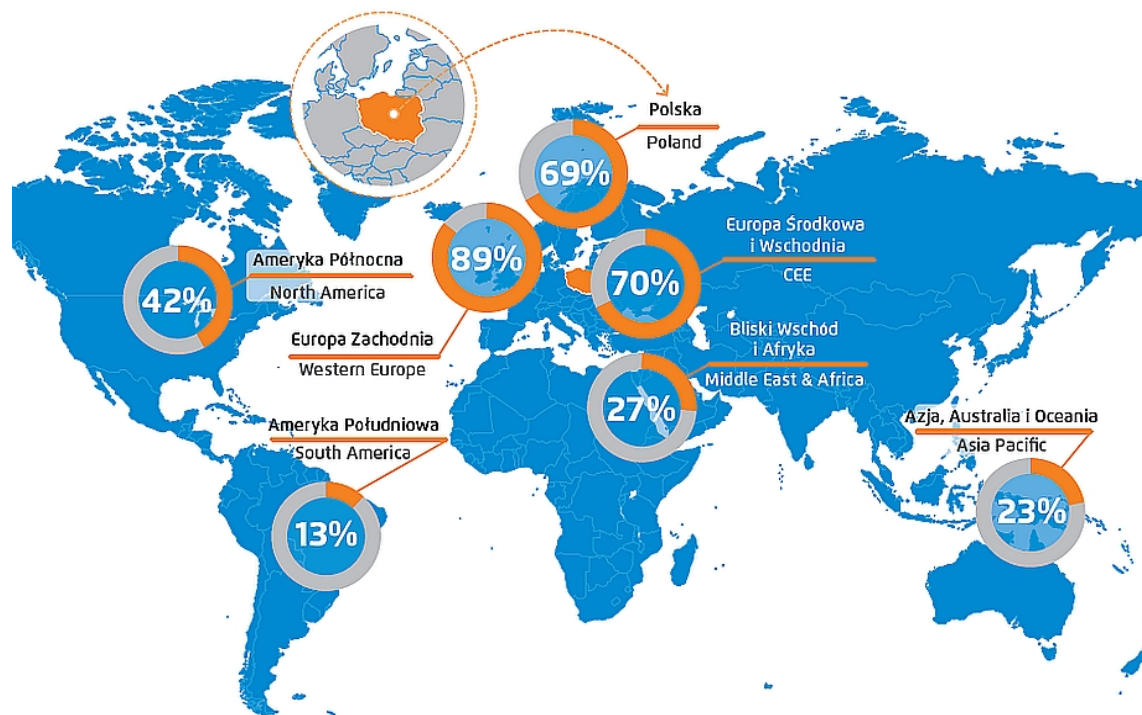 Polska
Poland
69%
Europa Środkowa
i Wschodnia
CEE
70%
89%
Europa Zachodnia
Western Europe
Ameryka Północna
North America
42%
Bliski Wschód
i Afryka
Middle East & Africa
27%
Ameryka Południowa
South America
13%
Azja, Australia i Oceania
Asia Pacific
23%